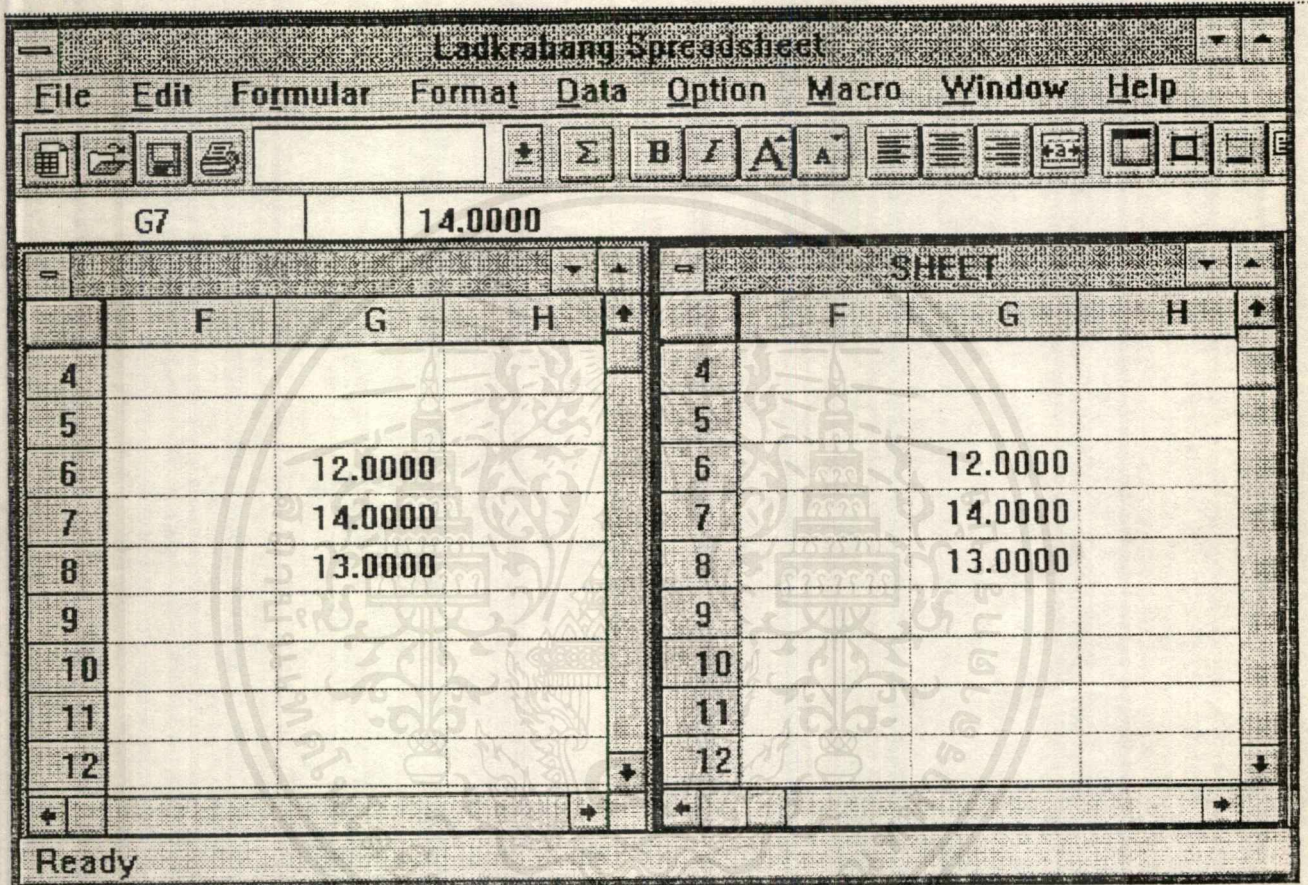 Ladkrabang Spreadsheet
File Edit Formular Format Data Option Macro Window Help
Σ B I A A a
G7 14.0000
SHEET
F G H
4
5
6 12.0000
7 14.0000
8 13.0000
9
10
11
12
F G H
4
5
6 12.0000
7 14.0000
8 13.0000
9
10
11
12
Ready